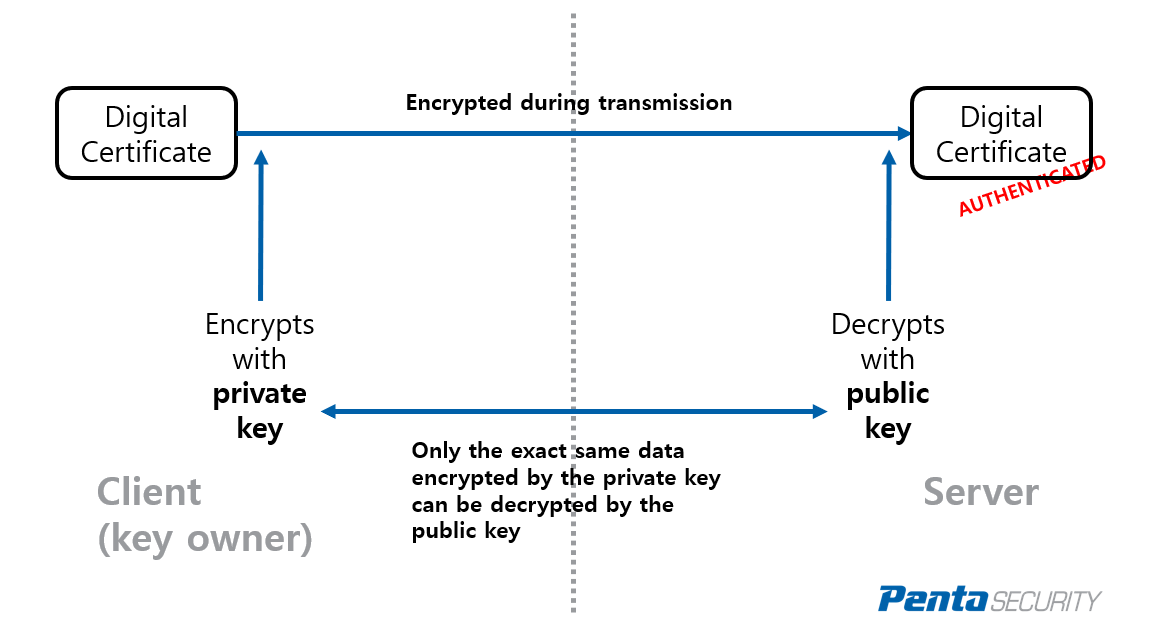 Encrypted during transmission
Digital
Certificate
Digital
Certificate
AUTHENTICATED
Encrypts
with
private
key
Decrypts
with
public
key
Only the exact same data
encrypted by the private key
can be decrypted by the
public key
Client
(key owner)
Server
Penta SECURITY